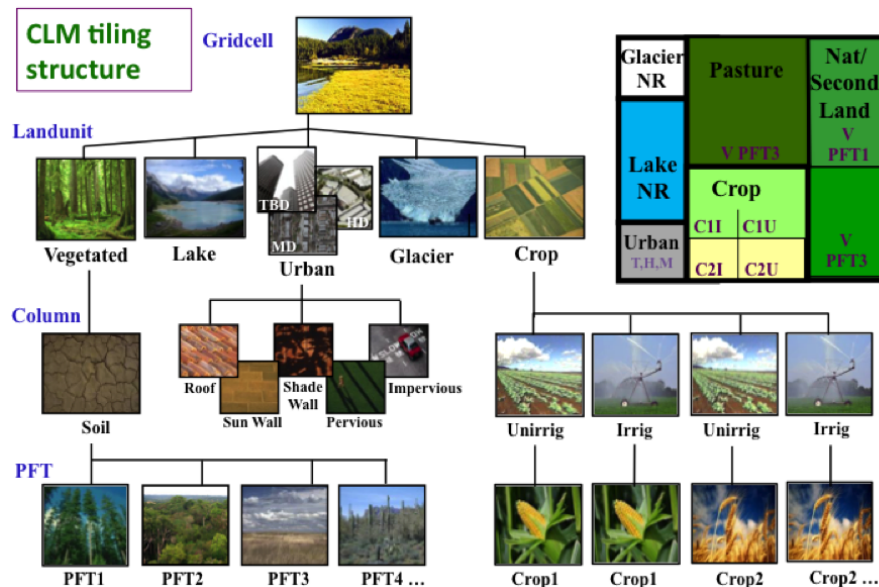 CLM tiling
structure
Gridcell
Landunit
TBD
HD
MD
Vegetated
Lake
Urban
Glacier
Crop
Column
Roof
Sun Wall
Shade
Wall
Pervious
Impervious
Soil
Unirrig
Irrig
Unirrig
Irrig
PFT
PFT1
PFT2
PFT3
PFT4 ...
Crop1
Crop1
Crop2
Crop2 ...
Glacier
NR
Pasture
V PFT3
Nat/
Second
Land
V
PFT1
Lake
NR
Crop
C1I
C1U
C2I
C2U
Urban
T,H,M
V
PFT3